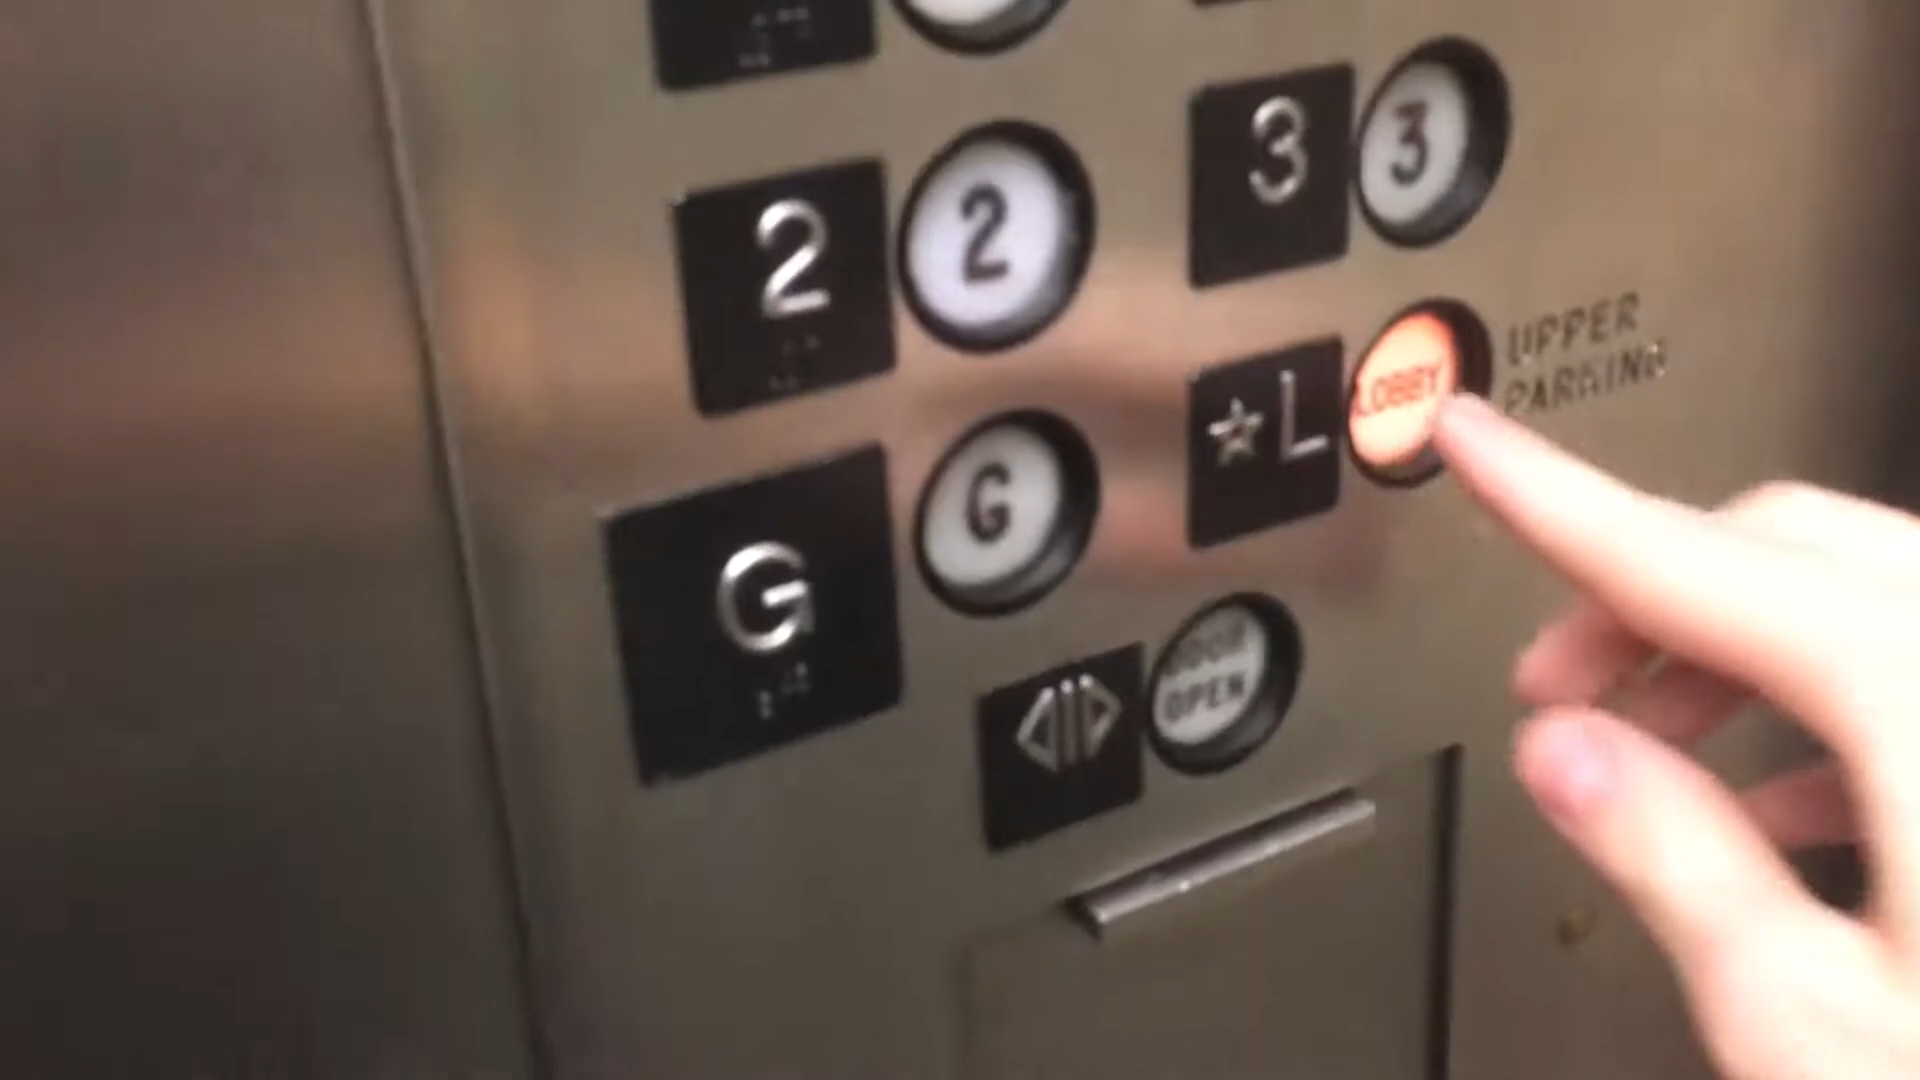 2 2
3 3
☆L LOBBY
UPPER
PARKING
G G
DOOR
OPEN